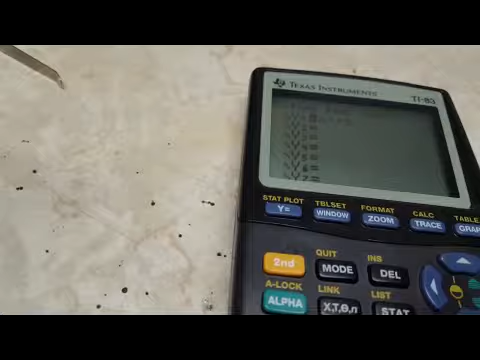 TEXAS INSTRUMENTS TI-83
STAT PLOT TBLSET FORMAT CALC TABLE
Y= WINDOW ZOOM TRACE GRAP
QUIT INS
2nd MODE DEL
A-LOCK LINK LIST
ALPHA X,T,Θ,n STAT